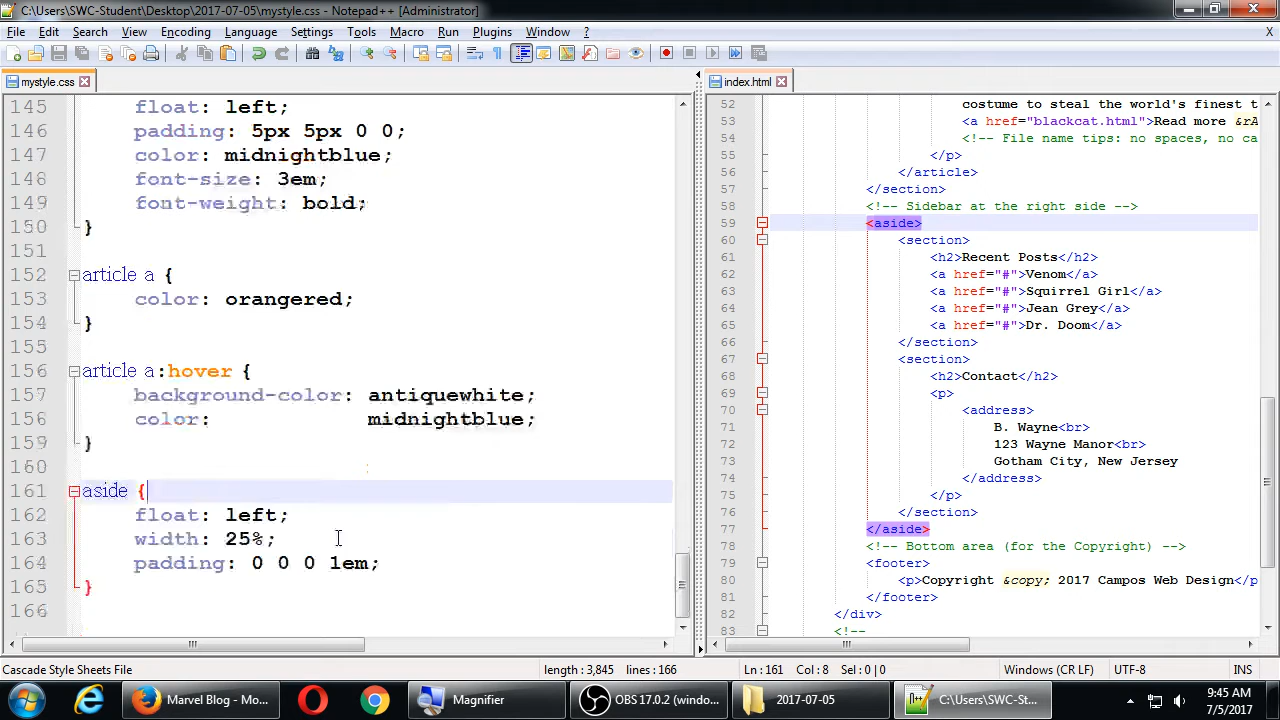 C:\Users\SWC-Student\Desktop\2017-07-05\mystyle.css - Notepad++ [Administrator]
File Edit Search View Encoding Language Settings Tools Macro Run Plugins Window ? X
mystyle.css
145 float: left;
146 padding: 5px 5px 0 0;
147 color: midnightblue;
148 font-size: 3em;
149 font-weight: bold;
150 }
151
152 article a {
153 color: orangered;
154 }
155
156 article a:hover {
157 background-color: antiquewhite;
156 color: midnightblue;
159 }
160
161 aside {
162 float: left;
163 width: 25%;
164 padding: 0 0 0 1em;
165 }
166
index.html
52 costume to steal the world's finest t
53 <a href="blackcat.html">Read more &rA
54 <!-- File name tips: no spaces, no ca
55 </p>
56 </article>
57 </section>
58 <!-- Sidebar at the right side -->
59 <aside>
60 <section>
61 <h2>Recent Posts</h2>
62 <a href="#">Venom</a>
63 <a href="#">Squirrel Girl</a>
64 <a href="#">Jean Grey</a>
65 <a href="#">Dr. Doom</a>
66 </section>
67 <section>
68 <h2>Contact</h2>
69 <p>
70 <address>
71 B. Wayne<br>
72 123 Wayne Manor<br>
73 Gotham City, New Jersey
74 </address>
75 </p>
76 </section>
77 </aside>
78 <!-- Bottom area (for the Copyright) -->
79 <footer>
80 <p>Copyright &copy; 2017 Campos Web Design</p
81 </footer>
82 </div>
83 <!--
Cascade Style Sheets File length : 3,845 lines : 166 Ln : 161 Col : 8 Sel : 0 | 0 Windows (CR LF) UTF-8 INS
Marvel Blog - Mo... Magnifier OBS 17.0.2 (windo... 2017-07-05 C:\Users\SWC-St... 9:45 AM
7/5/2017